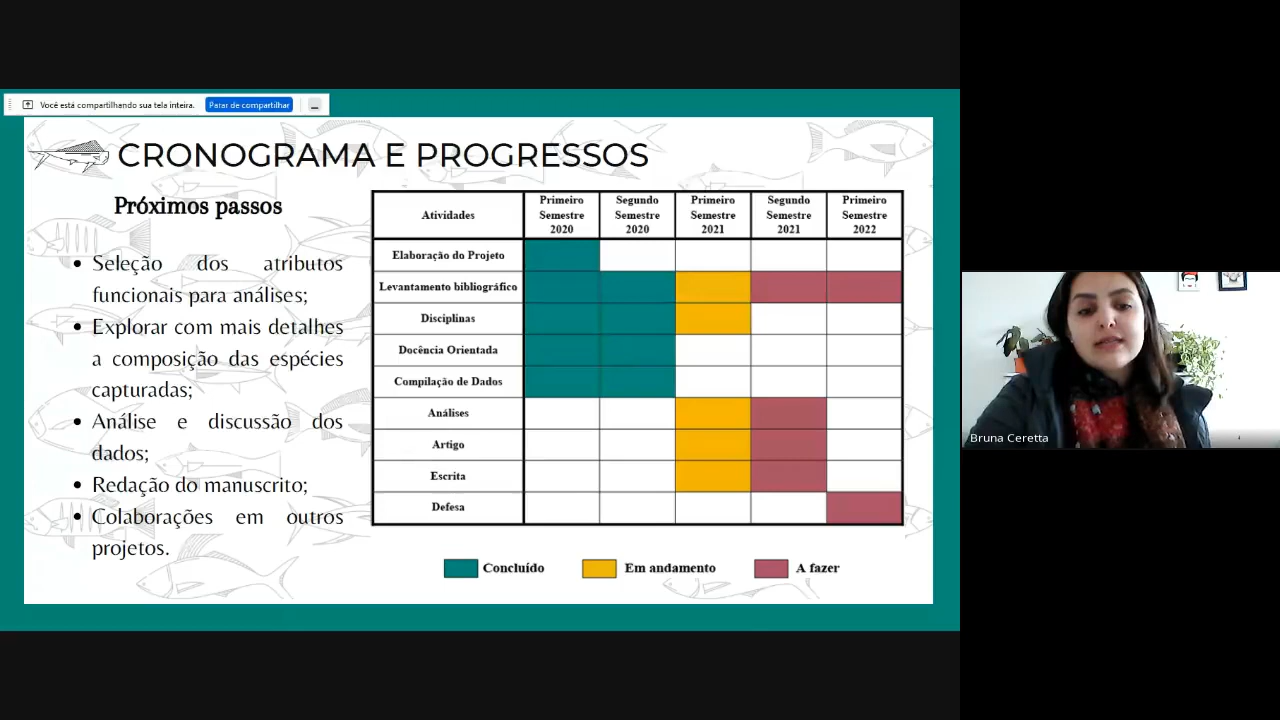 Você está compartilhando sua tela inteira.
Parar de compartilhar
CRONOGRAMA E PROGRESSOS
Próximos passos
Seleção dos atributos
funcionais para análises;
Explorar com mais detalhes
a composição das espécies
capturadas;
Análise e discussão dos
dados;
Redação do manuscrito;
Colaborações em outros
projetos.
Atividades
Primeiro
Semestre
2020
Segundo
Semestre
2020
Primeiro
Semestre
2021
Segundo
Semestre
2021
Primeiro
Semestre
2022
Elaboração do Projeto
Levantamento bibliográfico
Disciplinas
Docência Orientada
Compilação de Dados
Análises
Artigo
Escrita
Defesa
Concluído
Em andamento
A fazer
Bruna Ceretta